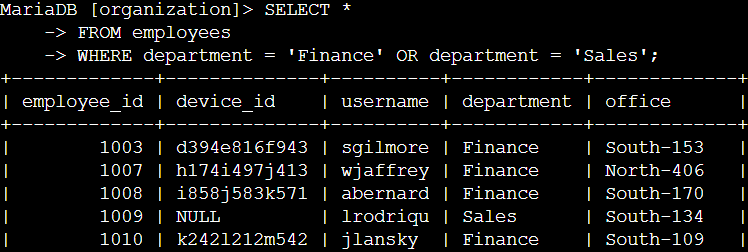 MariaDB [organization]> SELECT *
    -> FROM employees
    -> WHERE department = 'Finance' OR department = 'Sales';
+-------------+--------------+----------+------------+-------------+
| employee_id | device_id    | username | department | office      |
+-------------+--------------+----------+------------+-------------+
|        1003 | d394e816f943 | sgilmore | Finance    | South-153   |
|        1007 | h174i497j413 | wjaffrey | Finance    | North-406   |
|        1008 | i858j583k571 | abernard | Finance    | South-170   |
|        1009 | NULL         | lrodriqu | Sales      | South-134   |
|        1010 | k242l212m542 | jlansky  | Finance    | South-109   |